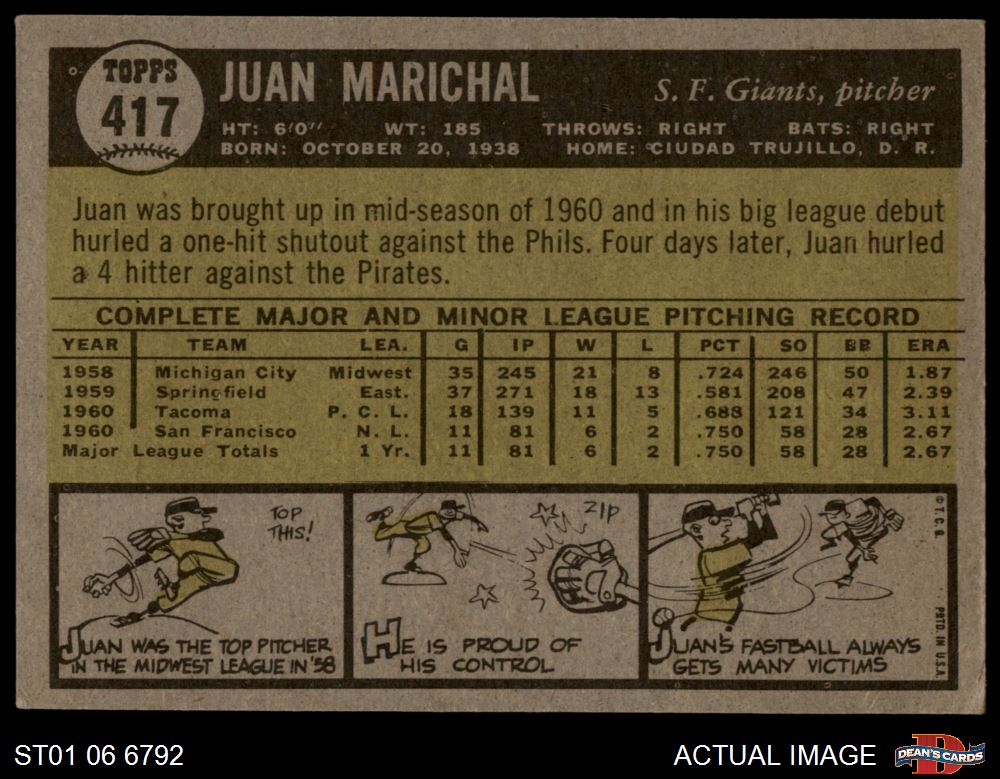 TOPPS
417
JUAN MARICHAL
S. F. Giants, pitcher
HT: 6'0" WT: 185 THROWS: RIGHT BATS: RIGHT
BORN: OCTOBER 20, 1938 HOME: CIUDAD TRUJILLO, D. R.
Juan was brought up in mid-season of 1960 and in his big league debut
hurled a one-hit shutout against the Phils. Four days later, Juan hurled
a 4 hitter against the Pirates.
COMPLETE MAJOR AND MINOR LEAGUE PITCHING RECORD
YEAR TEAM LEA. G IP W L PCT SO BB ERA
1958 Michigan City Midwest 35 245 21 8 .724 246 50 1.87
1959 Springfield East. 37 271 18 13 .581 208 47 2.39
1960 Tacoma P. C. L. 18 139 11 5 .688 121 34 3.11
1960 San Francisco N. L. 11 81 6 2 .750 58 28 2.67
Major League Totals 1 Yr. 11 81 6 2 .750 58 28 2.67
TOP
THIS!
JUAN WAS THE TOP PITCHER
IN THE MIDWEST LEAGUE IN '58
ZIP
HE IS PROUD OF
HIS CONTROL
JUAN'S FASTBALL ALWAYS
GETS MANY VICTIMS
© T. C. G.
PRTD. IN U.S.A.
ST01 06 6792
ACTUAL IMAGE
D
DEAN'S CARDS